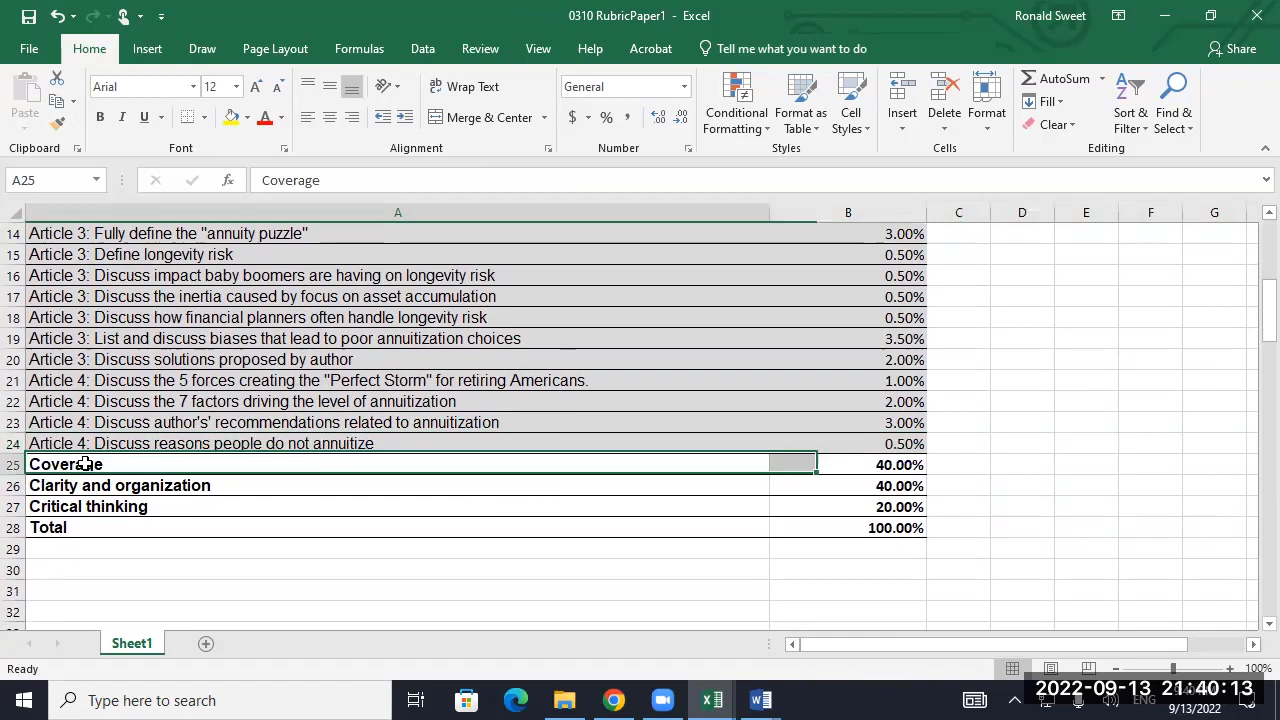 0310 RubricPaper1 - Excel
Ronald Sweet
File Home Insert Draw Page Layout Formulas Data Review View Help Acrobat Tell me what you want to do Share
Paste
Clipboard
Arial 12
B I U
Font
Wrap Text
Merge & Center
Alignment
General
$ % ,
Number
Conditional Formatting
Format as Table
Cell Styles
Styles
Insert
Delete
Format
Cells
AutoSum
Fill
Clear
Sort & Filter
Find & Select
Editing
A25 fx Coverage
A B C D E F G
14 Article 3: Fully define the "annuity puzzle" 3.00%
15 Article 3: Define longevity risk 0.50%
16 Article 3: Discuss impact baby boomers are having on longevity risk 0.50%
17 Article 3: Discuss the inertia caused by focus on asset accumulation 0.50%
18 Article 3: Discuss how financial planners often handle longevity risk 0.50%
19 Article 3: List and discuss biases that lead to poor annuitization choices 3.50%
20 Article 3: Discuss solutions proposed by author 2.00%
21 Article 4: Discuss the 5 forces creating the "Perfect Storm" for retiring Americans. 1.00%
22 Article 4: Discuss the 7 factors driving the level of annuitization 2.00%
23 Article 4: Discuss author's' recommendations related to annuitization 3.00%
24 Article 4: Discuss reasons people do not annuitize 0.50%
25 Coverage 40.00%
26 Clarity and organization 40.00%
27 Critical thinking 20.00%
28 Total 100.00%
29
30
31
32
Sheet1
Ready
100%
Type here to search
2022-09-13 21:40:13
ENG
9/13/2022